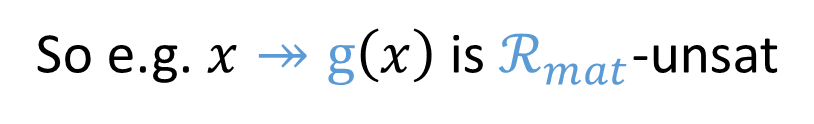 So e.g. 𝑥 ↠ g(𝑥) is ℛ𝑚𝑎𝑡-unsat